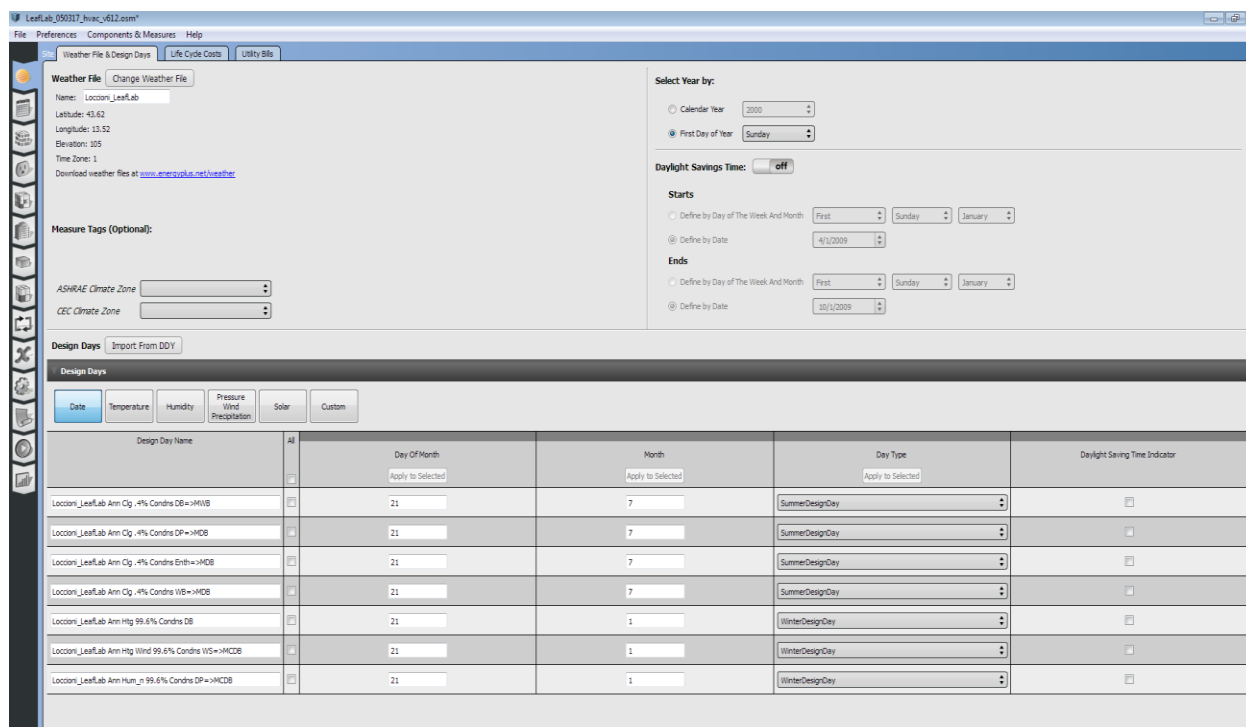 LeafLab_050317_hvac_v612.osm*
File Preferences Components & Measures Help
Site Weather File & Design Days Life Cycle Costs Utility Bills
Weather File Change Weather File
Name: Loccioni_LeafLab
Latitude: 43.62
Longitude: 13.52
Elevation: 105
Time Zone: 1
Download weather files at www.energyplus.net/weather
Measure Tags (Optional):
ASHRAE Climate Zone
CEC Climate Zone
Select Year by:
Calendar Year 2000
First Day of Year Sunday
Daylight Savings Time: off
Starts
Define by Day of The Week And Month First Sunday January
Define by Date 4/1/2009
Ends
Define by Day of The Week And Month First Sunday January
Define by Date 10/1/2009
Design Days Import From DDY
Design Days
Date Temperature Humidity Pressure Wind Precipitation Solar Custom
Design Day Name All Day Of Month Month Day Type Daylight Saving Time Indicator
Apply to Selected Apply to Selected Apply to Selected
Loccioni_LeafLab Ann Clg .4% Condns DB=>MWB 21 7 SummerDesignDay
Loccioni_LeafLab Ann Clg .4% Condns DP=>MDB 21 7 SummerDesignDay
Loccioni_LeafLab Ann Clg .4% Condns Enth=>MDB 21 7 SummerDesignDay
Loccioni_LeafLab Ann Clg .4% Condns WB=>MDB 21 7 SummerDesignDay
Loccioni_LeafLab Ann Htg 99.6% Condns DB 21 1 WinterDesignDay
Loccioni_LeafLab Ann Htg Wind 99.6% Condns WS=>MCDB 21 1 WinterDesignDay
Loccioni_LeafLab Ann Hum_n 99.6% Condns DP=>MCDB 21 1 WinterDesignDay